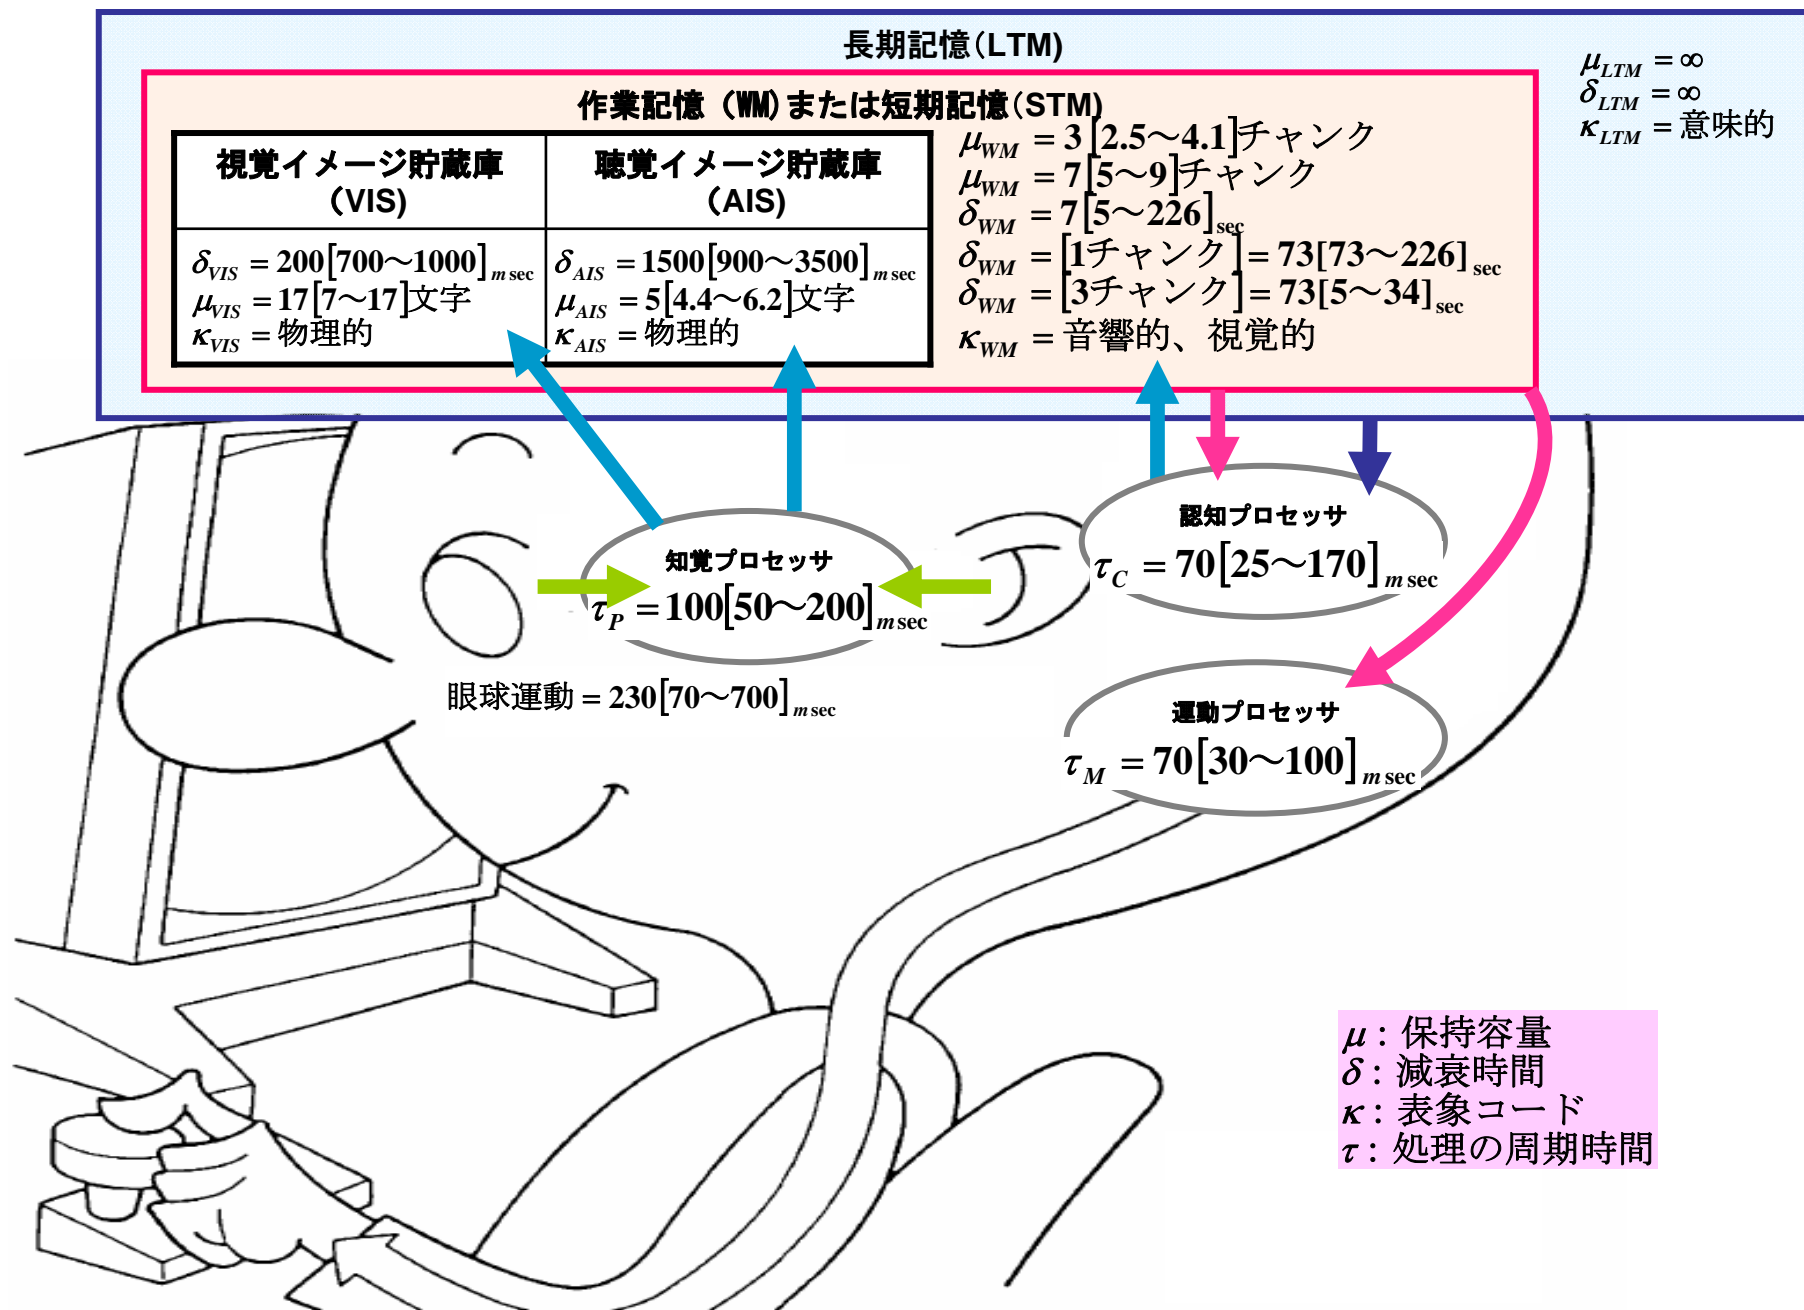 長期記憶(LTM)
μLTM = ∞
δLTM = ∞
κLTM = 意味的
作業記憶（WM）または短期記憶(STM)
視覚イメージ貯蔵庫
（VIS)
聴覚イメージ貯蔵庫
（AIS)
δVIS = 200[700〜1000] m sec
μVIS = 17[7〜17]文字
κVIS = 物理的
δAIS = 1500[900〜3500] m sec
μAIS = 5[4.4〜6.2]文字
κAIS = 物理的
μWM = 3[2.5〜4.1]チャンク
μWM = 7[5〜9]チャンク
δWM = 7[5〜226]sec
δWM = [1チャンク] = 73[73〜226] sec
δWM = [3チャンク] = 73[5〜34]sec
κWM = 音響的、視覚的
知覚プロセッサ
τP = 100[50〜200] m sec
眼球運動 = 230[70〜700] m sec
認知プロセッサ
τC = 70[25〜170] m sec
運動プロセッサ
τM = 70[30〜100] m sec
μ : 保持容量
δ : 減衰時間
κ : 表象コード
τ : 処理の周期時間